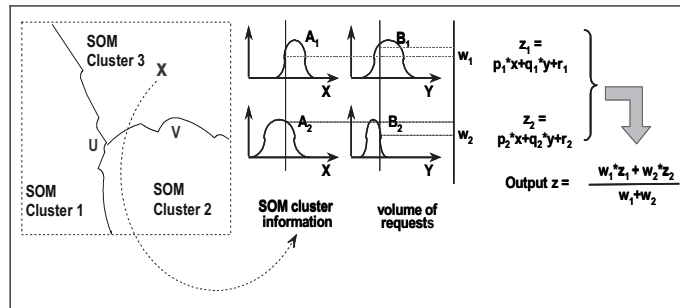 SOM
Cluster 3
X
U
V
SOM
Cluster 1
SOM
Cluster 2
A1
B1
w1
X
Y
A2
B2
w2
X
Y
SOM cluster
information
volume of
requests
z1 =
p1*x+q1*y+r1
z2 =
p2*x+q2*y+r2
Output z =
w1*z1 + w2*z2
w1+w2